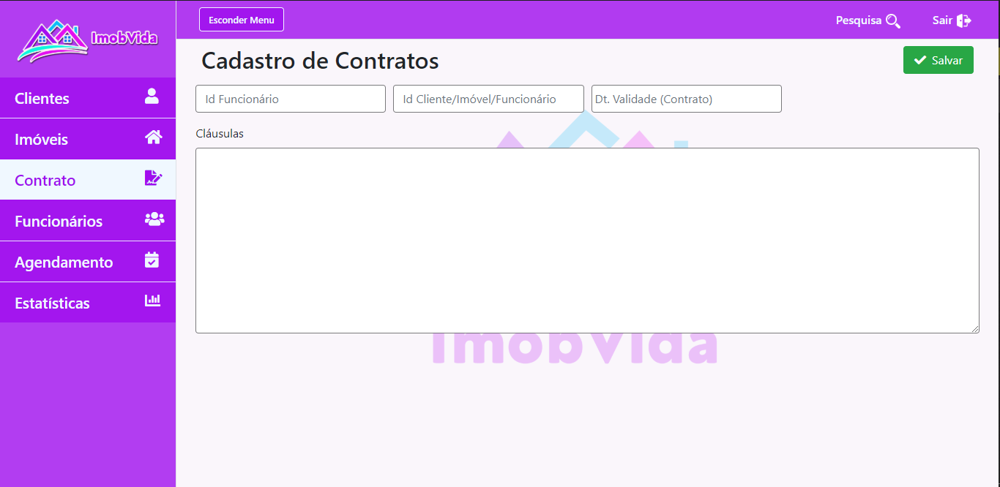 ImobVida
Esconder Menu
Pesquisa
Sair
Cadastro de Contratos
Salvar
Clientes
Imóveis
Contrato
Funcionários
Agendamento
Estatísticas
Id Funcionário
Id Cliente/Imóvel/Funcionário
Dt. Validade (Contrato)
Cláusulas
ImobVida